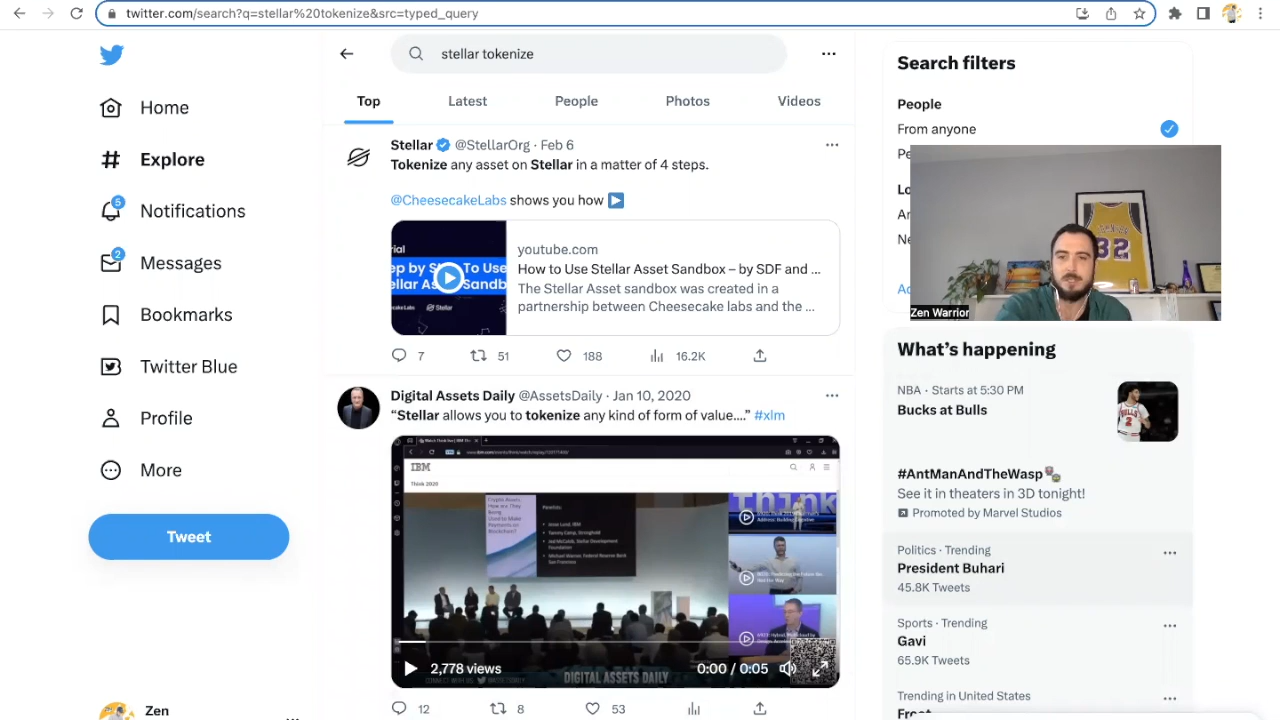 twitter.com/search?q=stellar%20tokenize&src=typed_query
stellar tokenize
Home
Explore
5
Notifications
2
Messages
Bookmarks
Twitter Blue
Profile
More
Tweet
Zen
Top
Latest
People
Photos
Videos
Stellar @StellarOrg · Feb 6
Tokenize any asset on Stellar in a matter of 4 steps.
@CheesecakeLabs shows you how
youtube.com
How to Use Stellar Asset Sandbox – by SDF and ...
The Stellar Asset sandbox was created in a
partnership between Cheesecake labs and the ...
7
51
188
16.2K
Digital Assets Daily @AssetsDaily · Jan 10, 2020
“Stellar allows you to tokenize any kind of form of value....” #xlm
IBM
Think 2020
2,778 views
0:00 / 0:05
DIGITAL ASSETS DAILY
12
8
53
Search filters
People
From anyone
32
Zen Warrior
What’s happening
NBA · Starts at 5:30 PM
Bucks at Bulls
#AntManAndTheWasp
See it in theaters in 3D tonight!
Promoted by Marvel Studios
Politics · Trending
President Buhari
45.8K Tweets
Sports · Trending
Gavi
65.9K Tweets
Trending in United States